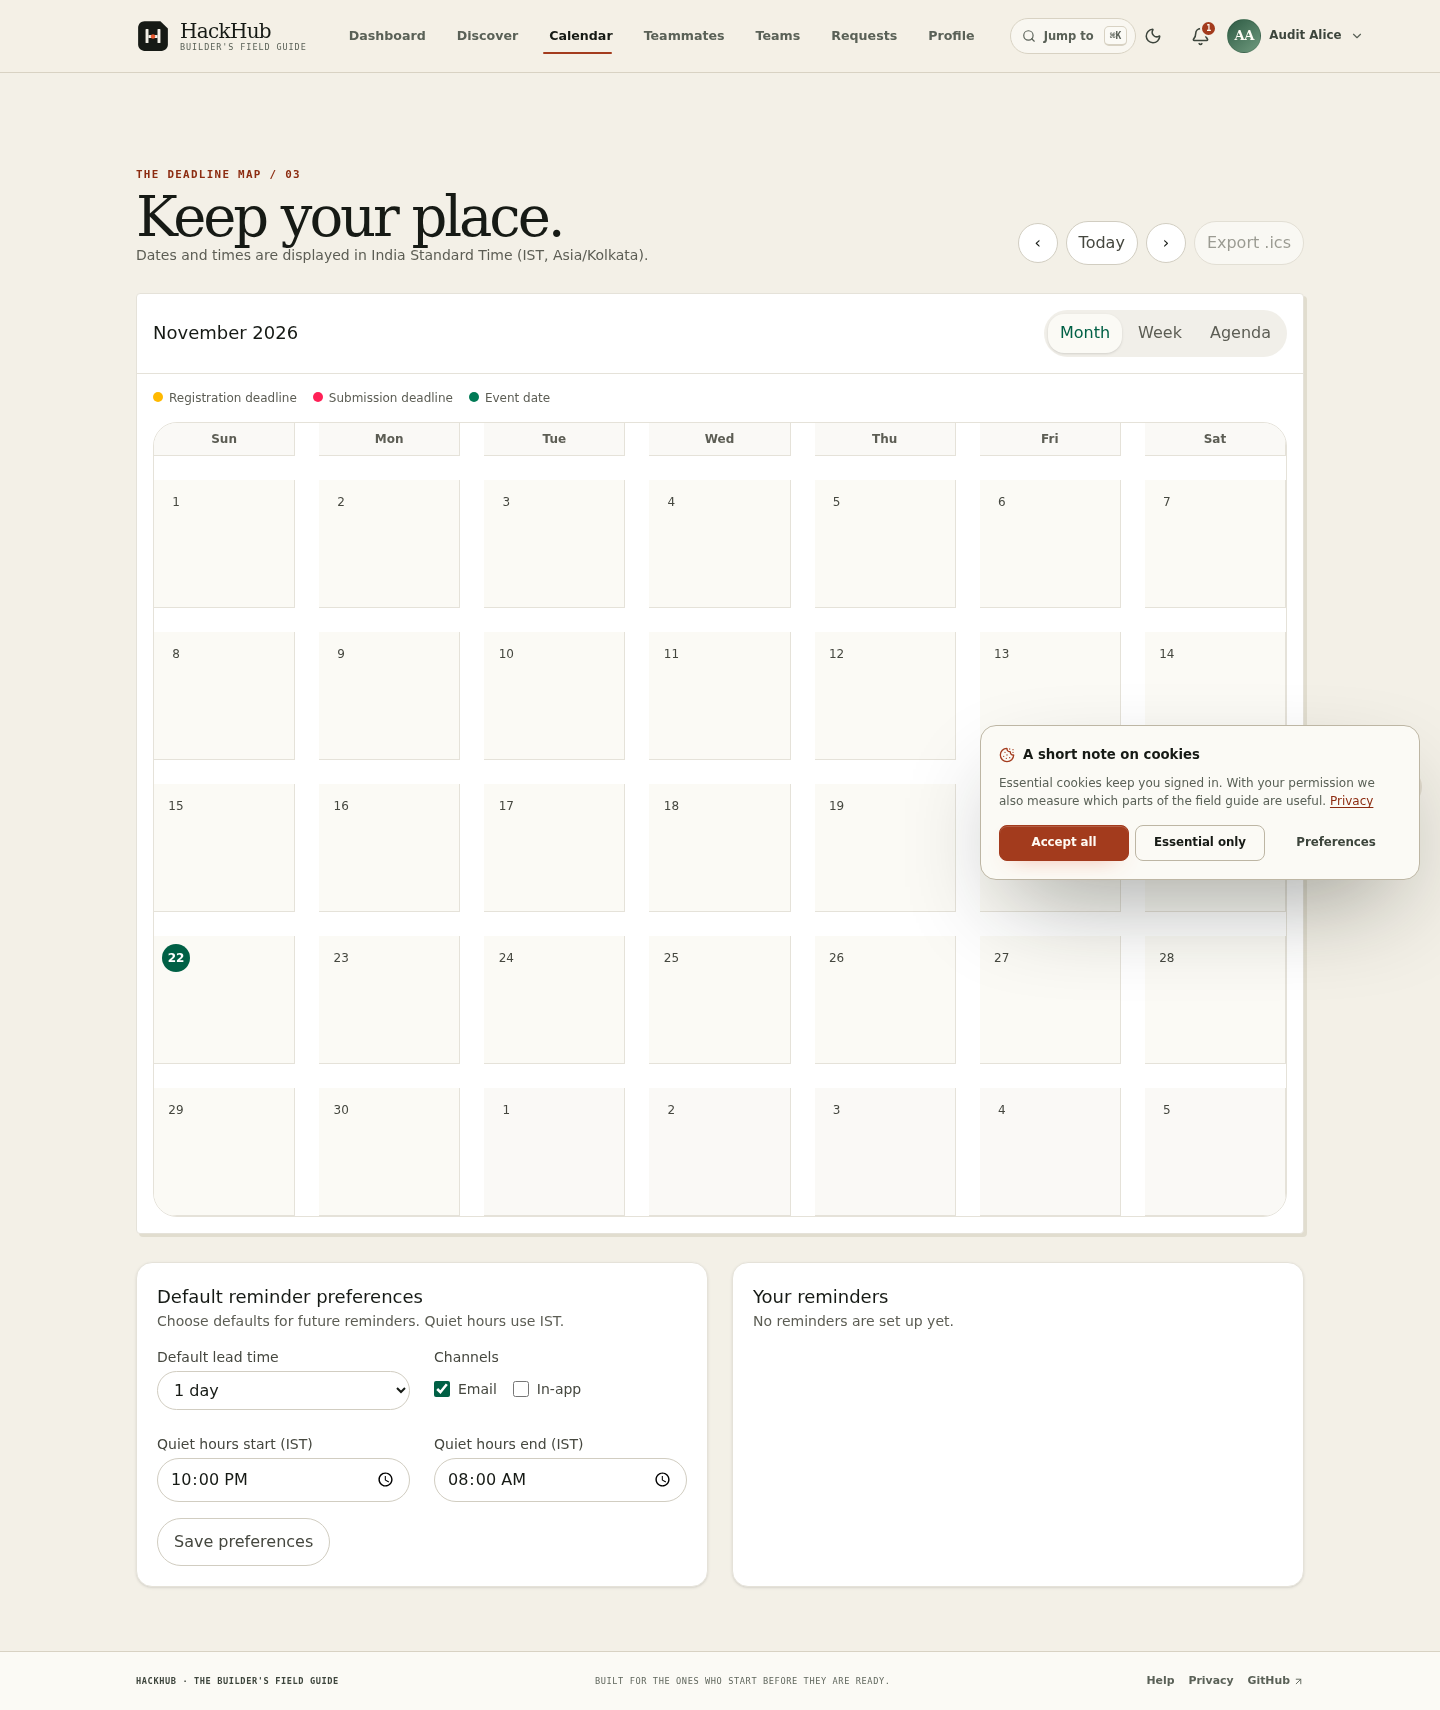 HackHub
BUILDER'S FIELD GUIDE
Dashboard Discover Calendar Teammates Teams Requests Profile
Jump to ⌘K
1
AA Audit Alice
THE DEADLINE MAP / 03
Keep your place.
Dates and times are displayed in India Standard Time (IST, Asia/Kolkata).
‹ Today › Export .ics
November 2026
Month Week Agenda
Registration deadline Submission deadline Event date
Sun Mon Tue Wed Thu Fri Sat
1 2 3 4 5 6 7
8 9 10 11 12 13 14
15 16 17 18 19
A short note on cookies
Essential cookies keep you signed in. With your permission we
also measure which parts of the field guide are useful. Privacy
Accept all Essential only Preferences
22 23 24 25 26 27 28
29 30 1 2 3 4 5
Default reminder preferences
Choose defaults for future reminders. Quiet hours use IST.
Default lead time Channels
1 day Email In-app
Quiet hours start (IST) Quiet hours end (IST)
10:00 PM 08:00 AM
Save preferences
Your reminders
No reminders are set up yet.
HACKHUB · THE BUILDER'S FIELD GUIDE
BUILT FOR THE ONES WHO START BEFORE THEY ARE READY.
Help Privacy GitHub